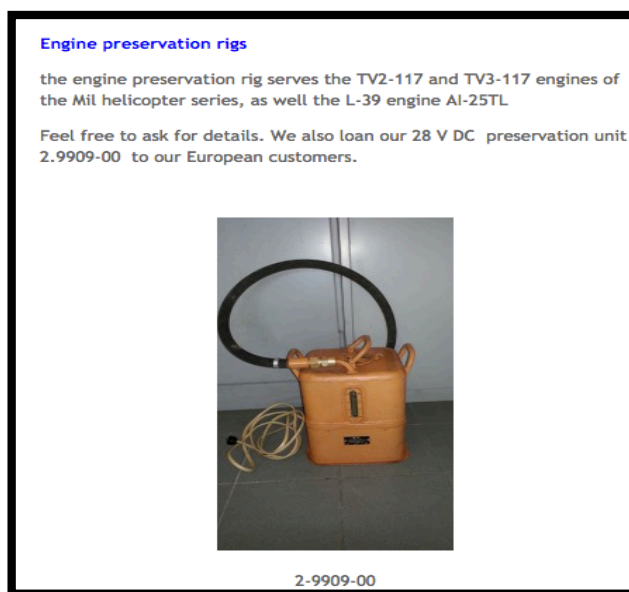 Engine preservation rigs
the engine preservation rig serves the TV2-117 and TV3-117 engines of
the Mil helicopter series, as well the L-39 engine AI-25TL
Feel free to ask for details. We also loan our 28 V DC  preservation unit
2.9909-00  to our European customers.
2-9909-00